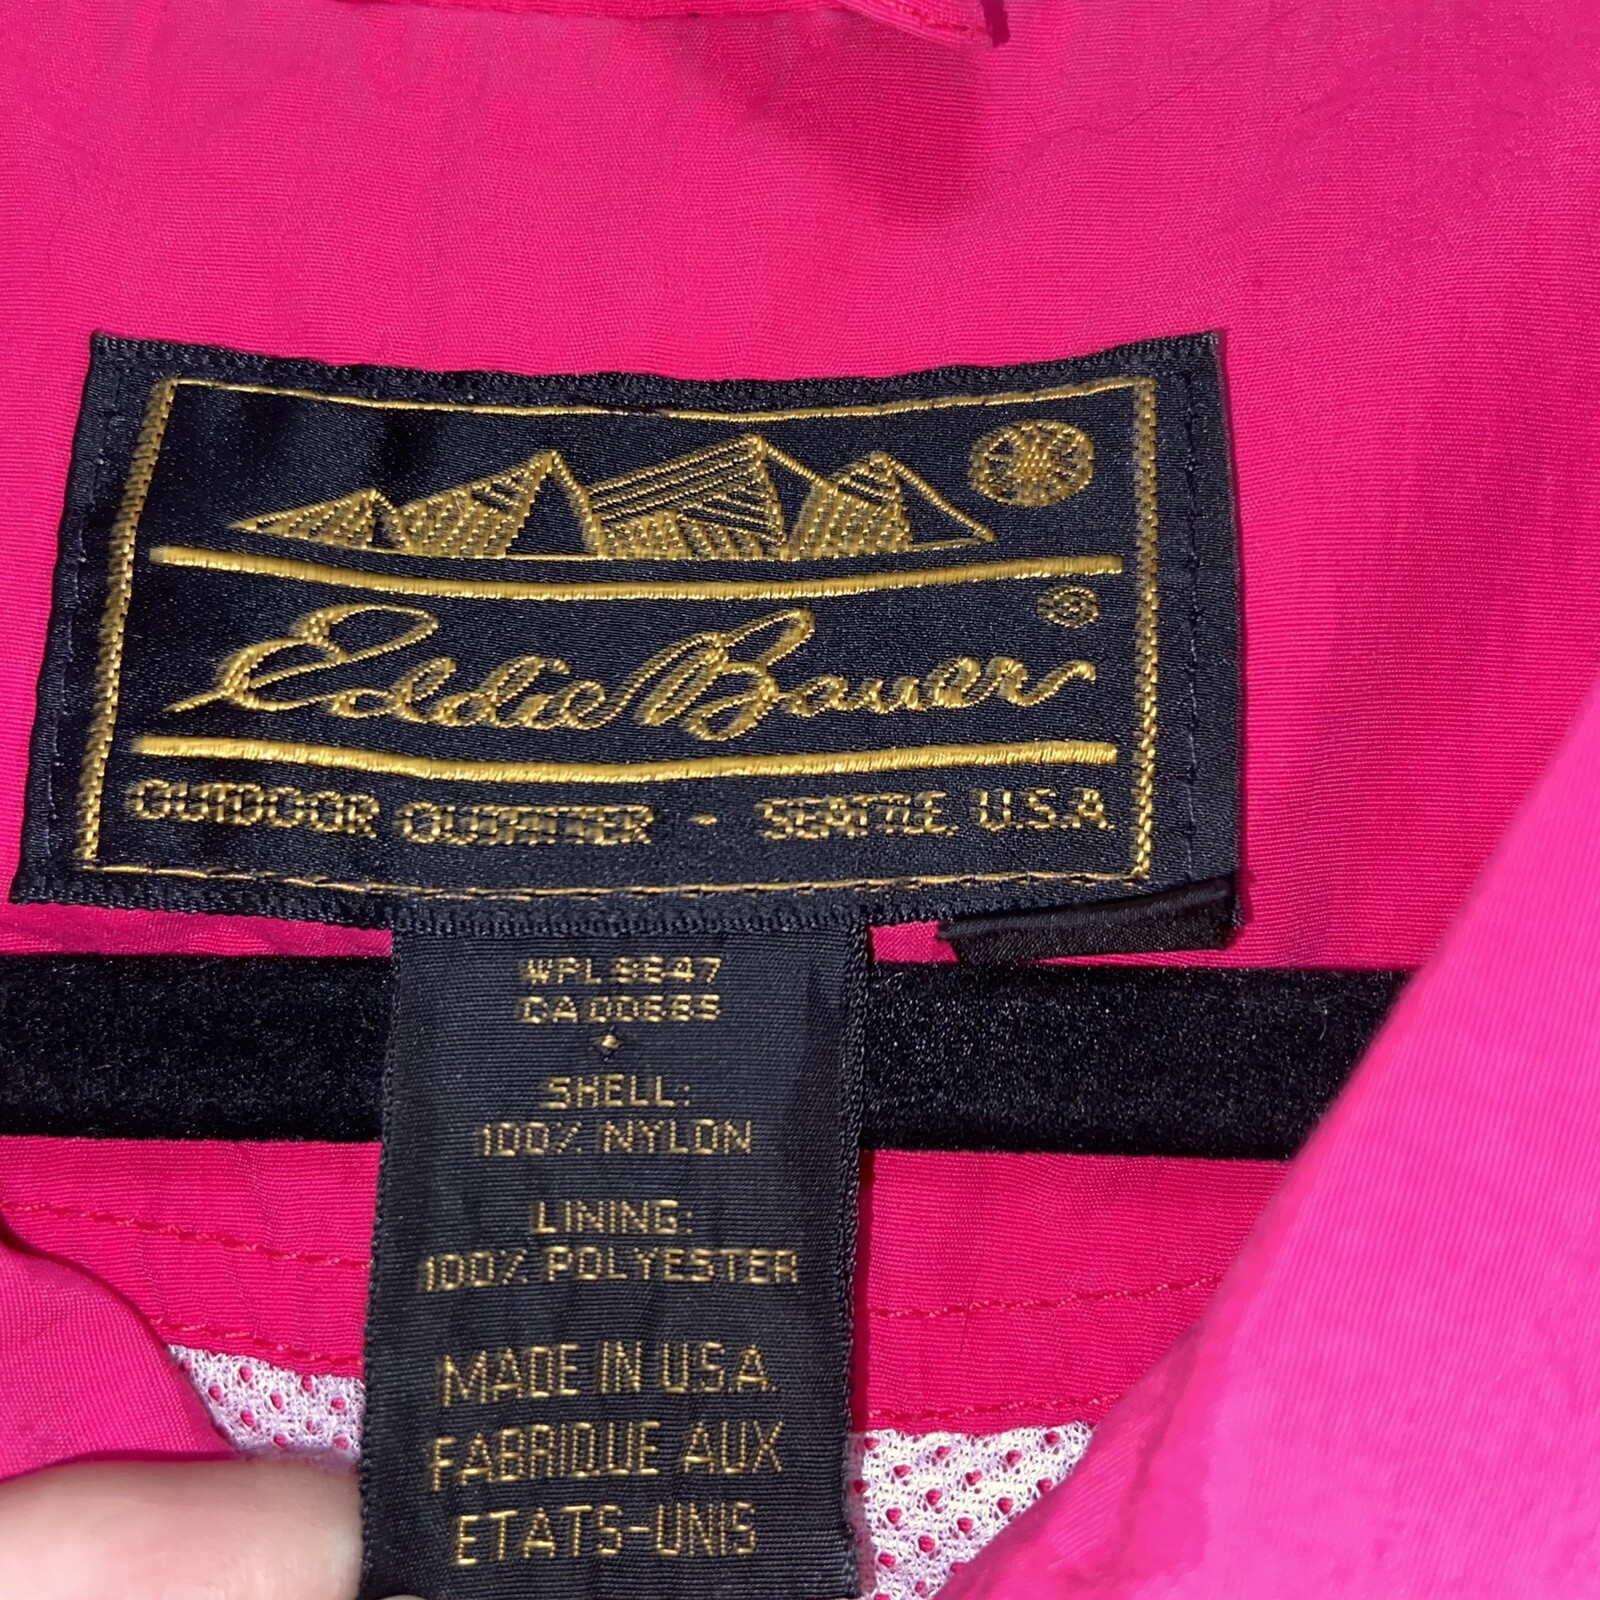 ®
Eddie Bauer
OUTDOOR OUTFITTER - SEATTLE, U.S.A.
WPL 8647
CA 00685
SHELL:
100% NYLON
LINING:
100% POLYESTER
MADE IN U.S.A.
FABRIQUE AUX
ETATS-UNIS